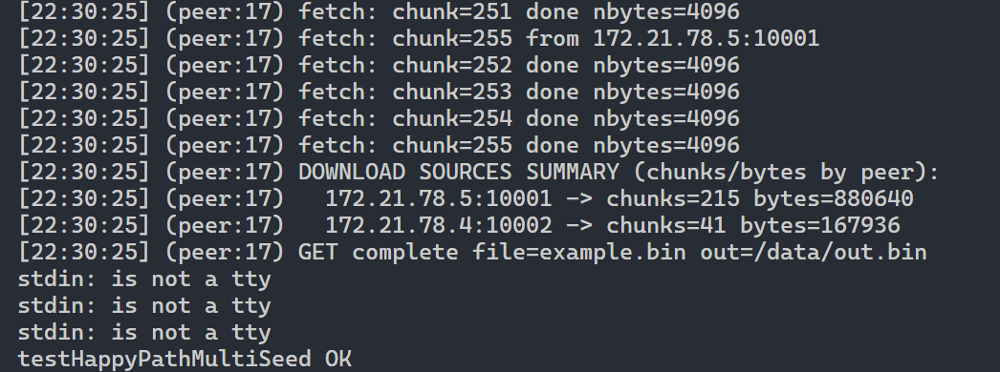 [22:30:25] (peer:17) fetch: chunk=251 done nbytes=4096
[22:30:25] (peer:17) fetch: chunk=255 from 172.21.78.5:10001
[22:30:25] (peer:17) fetch: chunk=252 done nbytes=4096
[22:30:25] (peer:17) fetch: chunk=253 done nbytes=4096
[22:30:25] (peer:17) fetch: chunk=254 done nbytes=4096
[22:30:25] (peer:17) fetch: chunk=255 done nbytes=4096
[22:30:25] (peer:17) DOWNLOAD SOURCES SUMMARY (chunks/bytes by peer):
[22:30:25] (peer:17)   172.21.78.5:10001 -> chunks=215 bytes=880640
[22:30:25] (peer:17)   172.21.78.4:10002 -> chunks=41 bytes=167936
[22:30:25] (peer:17) GET complete file=example.bin out=/data/out.bin
stdin: is not a tty
stdin: is not a tty
stdin: is not a tty
testHappyPathMultiSeed OK